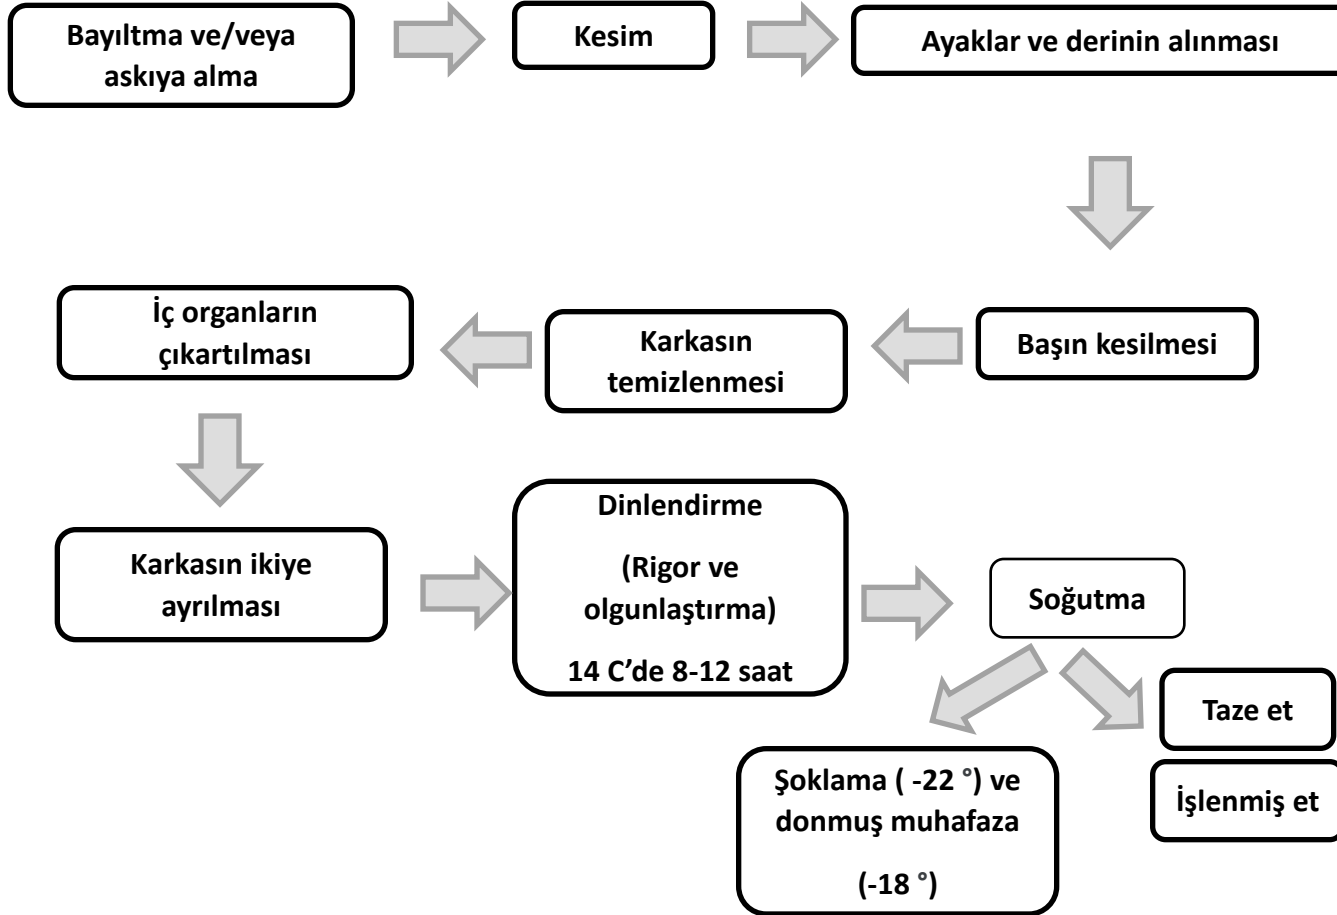 Bayıltma ve/veya
askıya alma
Kesim
Ayaklar ve derinin alınması
Başın kesilmesi
Karkasın
temizlenmesi
İç organların
çıkartılması
Karkasın ikiye
ayrılması
Dinlendirme
(Rigor ve
olgunlaştırma)
14 C’de 8-12 saat
Soğutma
Taze et
İşlenmiş et
Şoklama ( -22 °) ve
donmuş muhafaza
(-18 °)